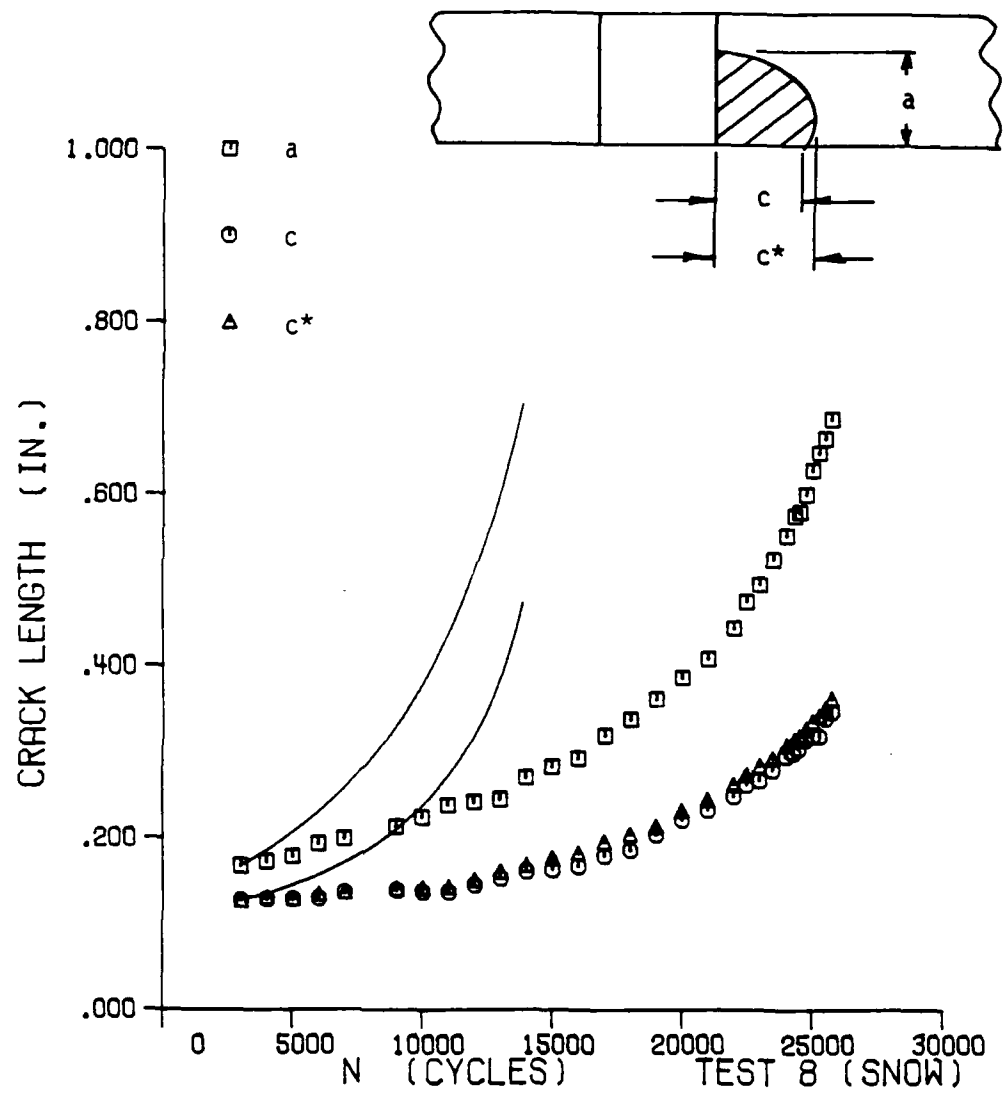 a
c
c*
1.000
.800
.600
.400
.200
.000
CRACK LENGTH (IN.)
a
c
c*
0 5000 10000 15000 20000 25000 30000
N (CYCLES) TEST 8 (SNOW)